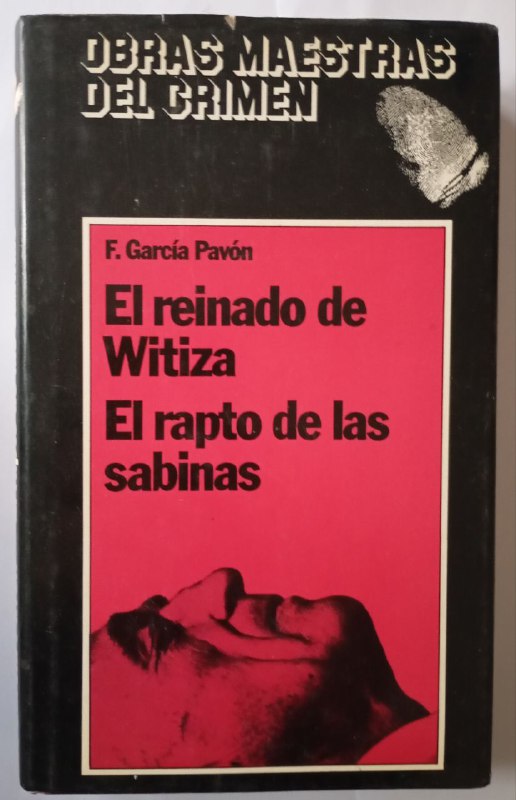 OBRAS MAESTRAS
DEL CRIMEN
F. García Pavón
El reinado de
Witiza
El rapto de las
sabinas